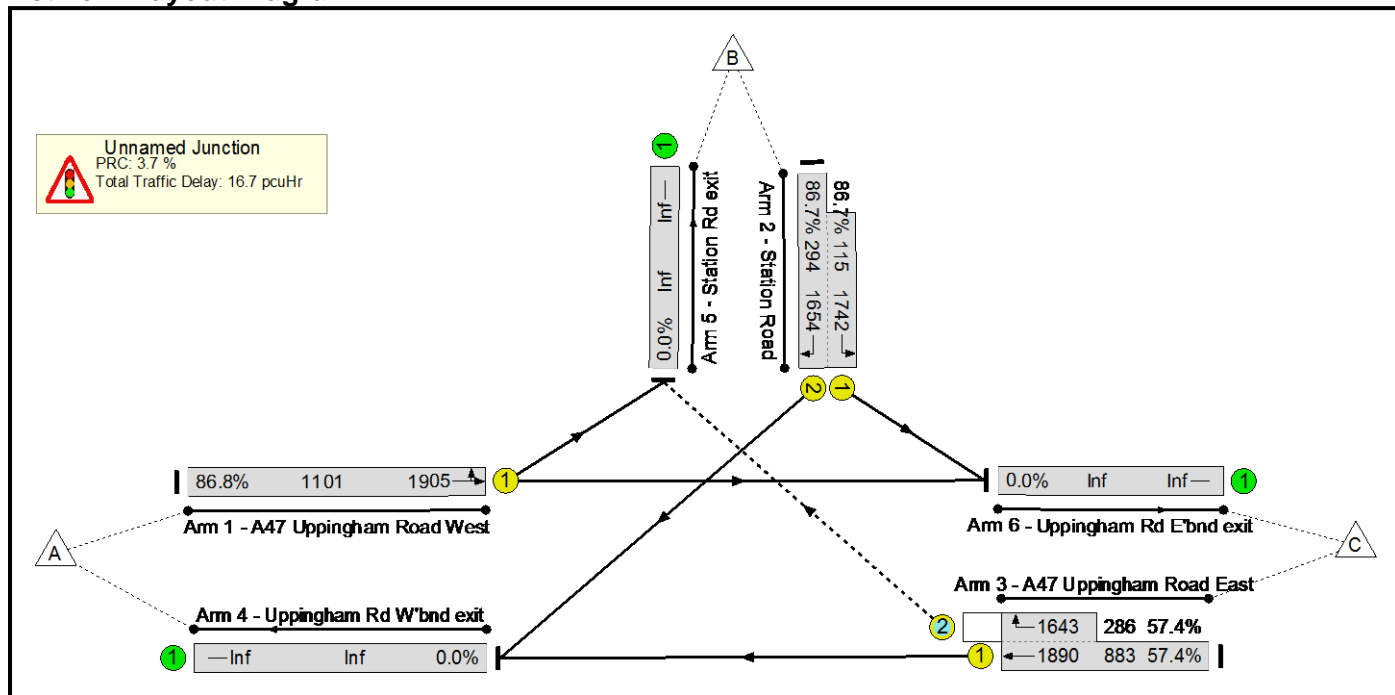 B
Unnamed Junction
PRC: 3.7 %
Total Traffic Delay: 16.7 pcuHr
1
0.0% Inf Inf
Arm 5 - Station Rd exit
Arm 2 - Station Road
86.7% 294 1654
86.7% 115 1742
2
1
86.8% 1101 1905
1
Arm 1 - A47 Uppingham Road West
0.0% Inf Inf
1
Arm 6 - Uppingham Rd E'bnd exit
A
C
Arm 3 - A47 Uppingham Road East
Arm 4 - Uppingham Rd W'bnd exit
2
1643 286 57.4%
1
Inf Inf 0.0%
1
1890 883 57.4%